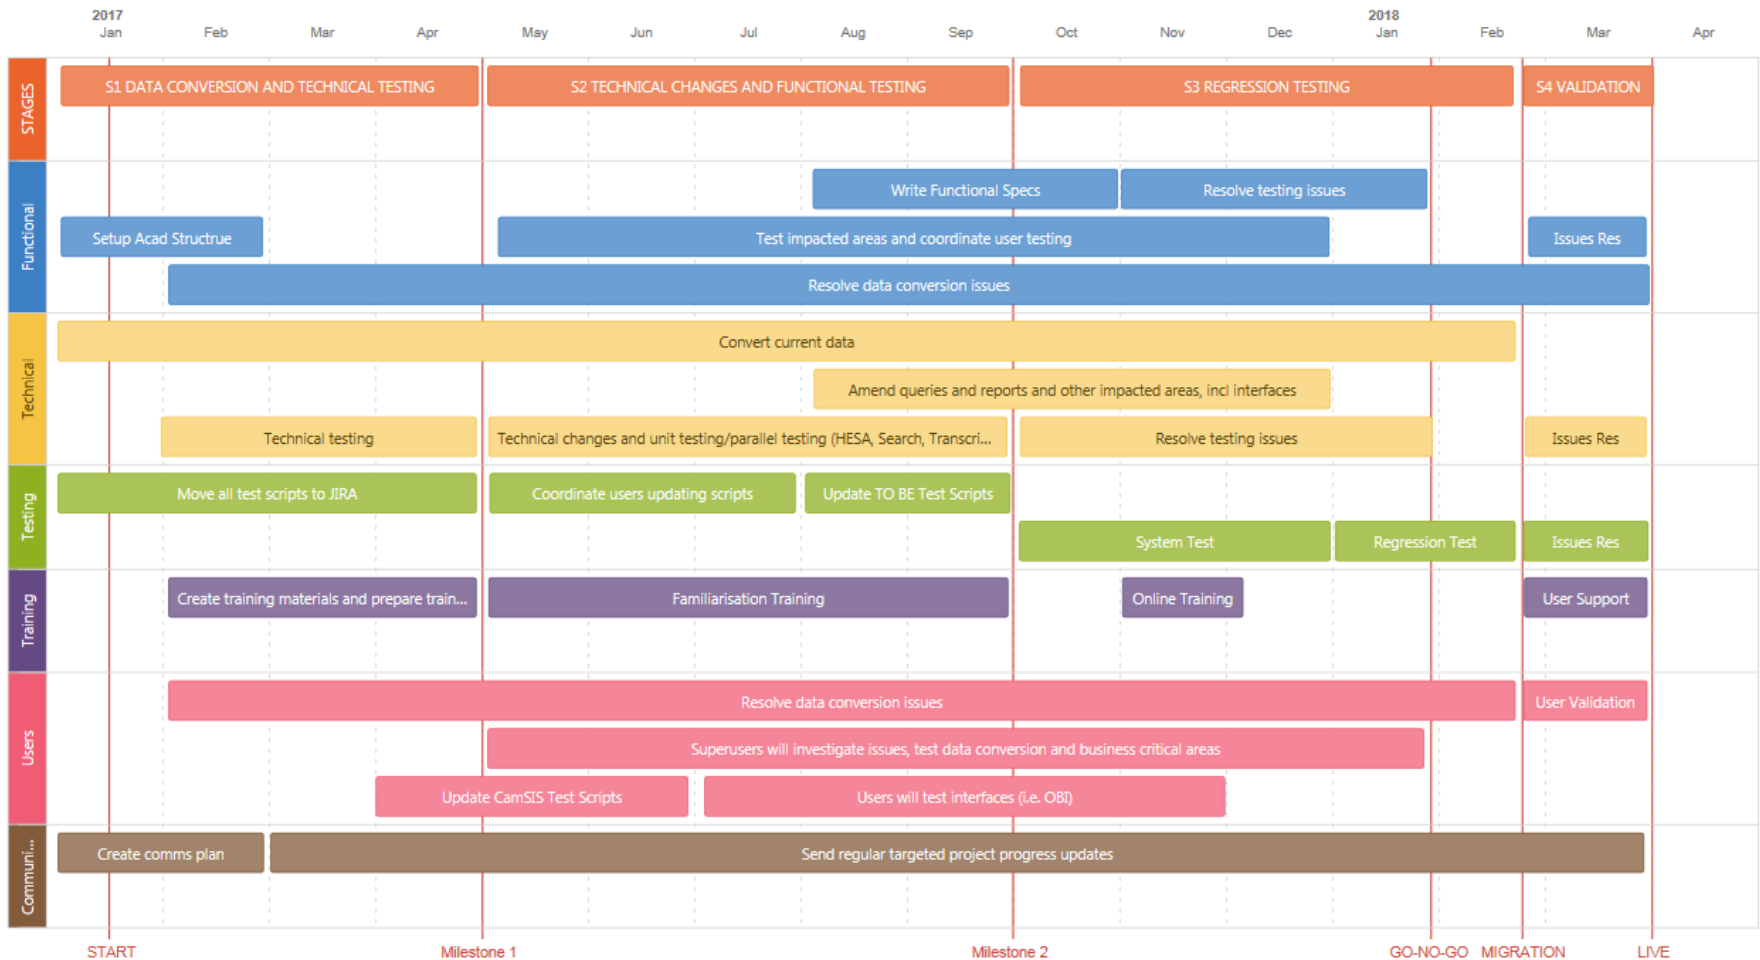 2017
2018
Jan Feb Mar Apr May Jun Jul Aug Sep Oct Nov Dec Jan Feb Mar Apr
STAGES
S1 DATA CONVERSION AND TECHNICAL TESTING
S2 TECHNICAL CHANGES AND FUNCTIONAL TESTING
S3 REGRESSION TESTING
S4 VALIDATION
Functional
Write Functional Specs
Resolve testing issues
Setup Acad Structrue
Test impacted areas and coordinate user testing
Issues Res
Resolve data conversion issues
Technical
Convert current data
Amend queries and reports and other impacted areas, incl interfaces
Technical testing
Technical changes and unit testing/parallel testing (HESA, Search, Transcri...
Resolve testing issues
Issues Res
Testing
Move all test scripts to JIRA
Coordinate users updating scripts
Update TO BE Test Scripts
System Test
Regression Test
Issues Res
Training
Create training materials and prepare train...
Familiarisation Training
Online Training
User Support
Users
Resolve data conversion issues
User Validation
Superusers will investigate issues, test data conversion and business critical areas
Update CamSIS Test Scripts
Users will test interfaces (i.e. OBI)
Communi...
Create comms plan
Send regular targeted project progress updates
START
Milestone 1
Milestone 2
GO-NO-GO
MIGRATION
LIVE